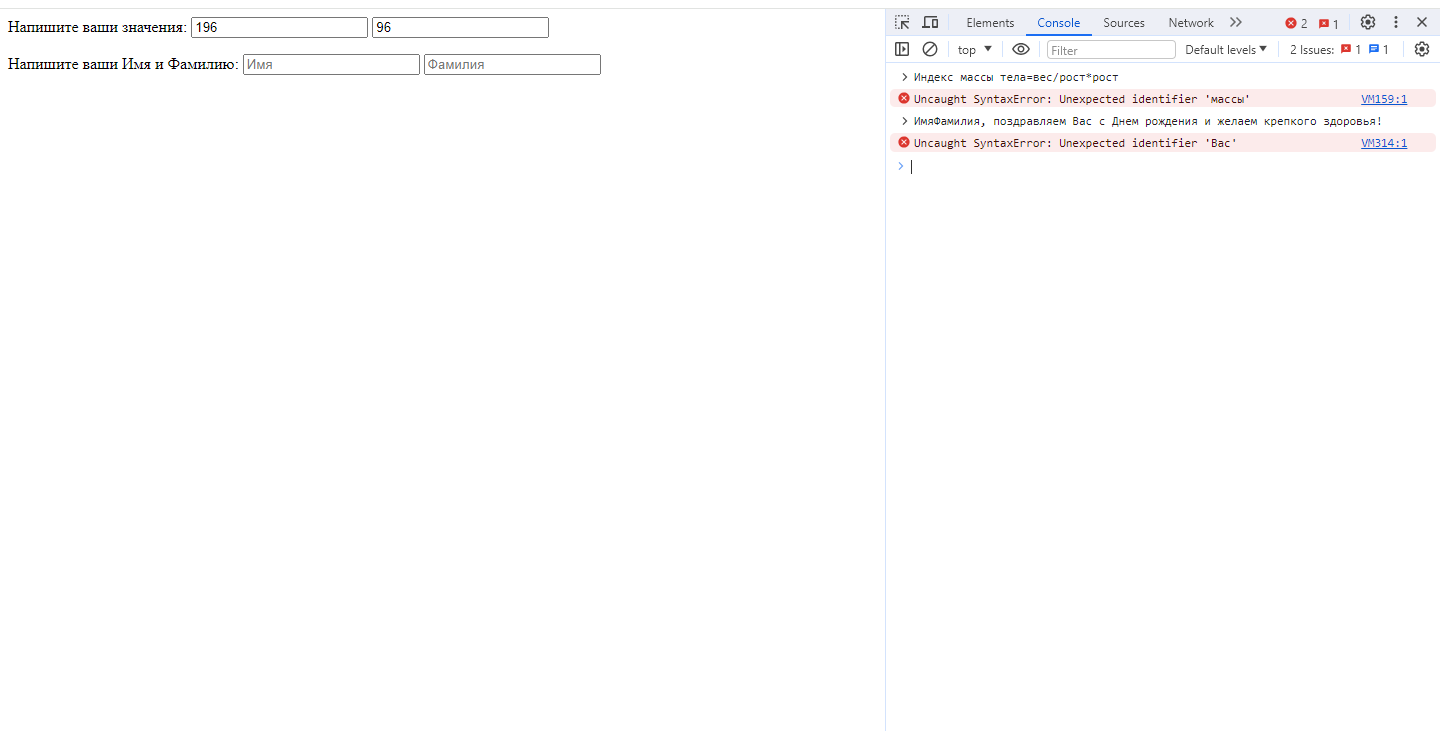 Напишите ваши значения: 196 96
Напишите ваши Имя и Фамилию: Имя Фамилия
Elements Console Sources Network 2 1
top Filter Default levels 2 Issues: 1 1
Индекс массы тела=вес/рост*рост
Uncaught SyntaxError: Unexpected identifier 'массы' VM159:1
ИмяФамилия, поздравляем Вас с Днем рождения и желаем крепкого здоровья!
Uncaught SyntaxError: Unexpected identifier 'Вас' VM314:1